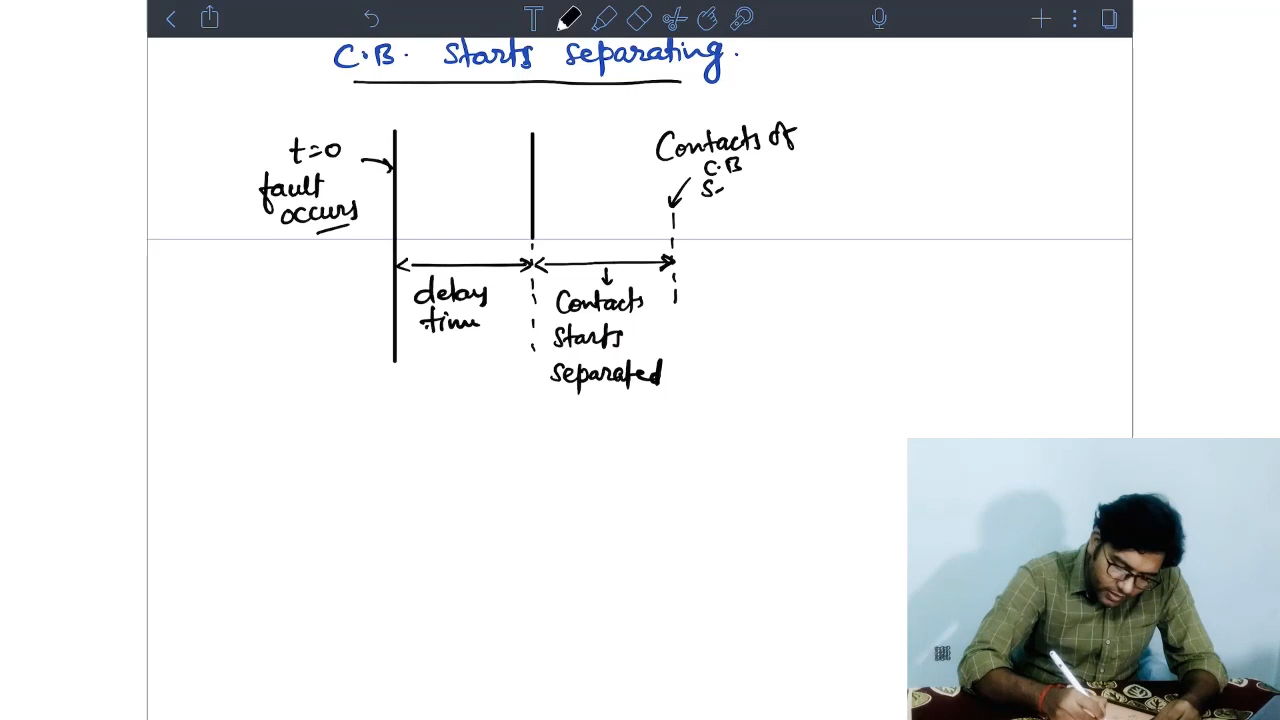 C.B. Starts separating.
t=0
fault
occurs
Contacts of
C.B
S
delay
time
Contacts
starts
separated